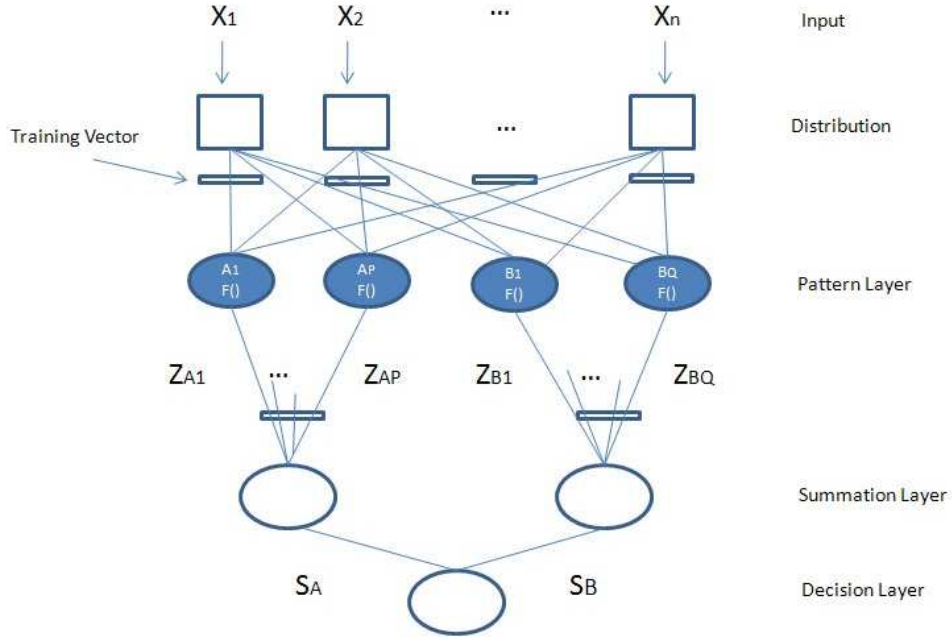 X1 X2 ... Xn Input
Distribution
...
Training Vector
A1 AP B1 BQ
F() F() F() F()
Pattern Layer
ZA1 ... ZAP ZB1 ... ZBQ
Summation Layer
SA SB Decision Layer